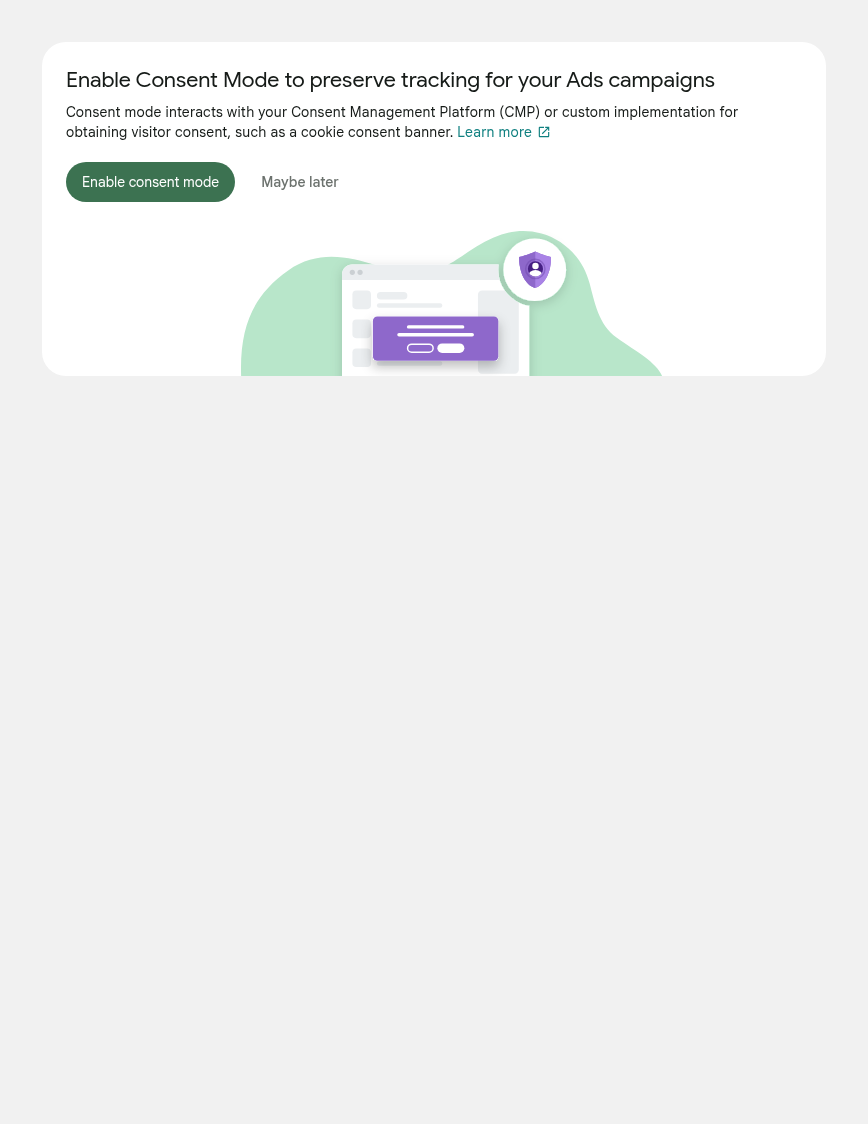 Enable Consent Mode to preserve tracking for your Ads campaigns
Consent mode interacts with your Consent Management Platform (CMP) or custom implementation for
obtaining visitor consent, such as a cookie consent banner. Learn more
Enable consent mode
Maybe later